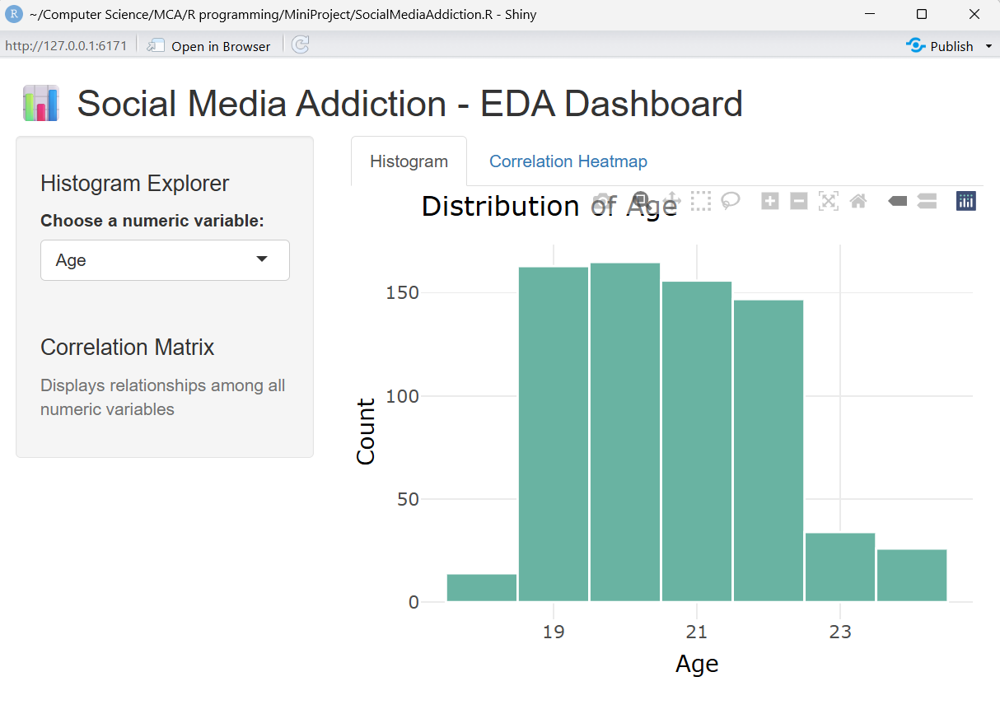 R ~/Computer Science/MCA/R programming/MiniProject/SocialMediaAddiction.R - Shiny
http://127.0.0.1:6171 Open in Browser Publish
Social Media Addiction - EDA Dashboard
Histogram Explorer
Choose a numeric variable:
Age
Correlation Matrix
Displays relationships among all
numeric variables
Histogram Correlation Heatmap
Distribution of Age
150
100
50
0
Count
19 21 23
Age